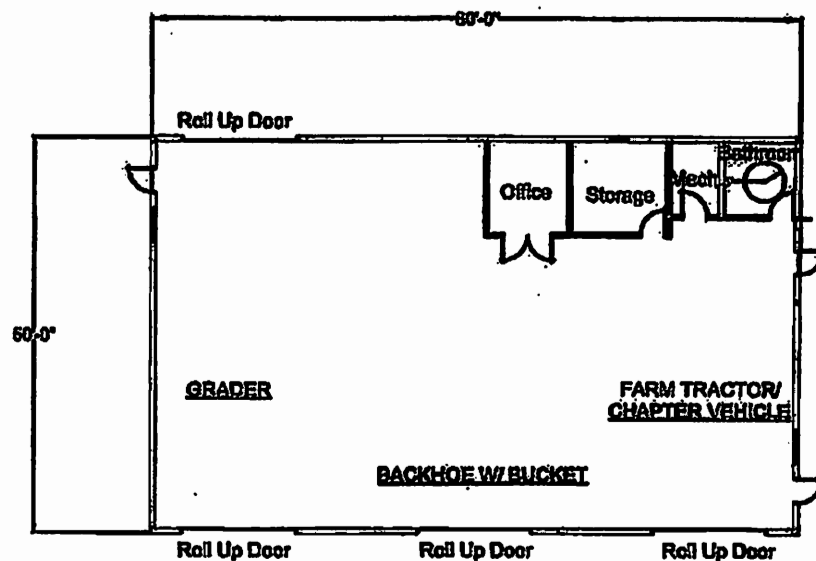 80'-0"
Roll Up Door
Bathroom
Mech
Office
Storage
50'-0"
GRADER
FARM TRACTOR/
CHAPTER VEHICLE
BACKHOE W/ BUCKET
Roll Up Door
Roll Up Door
Roll Up Door